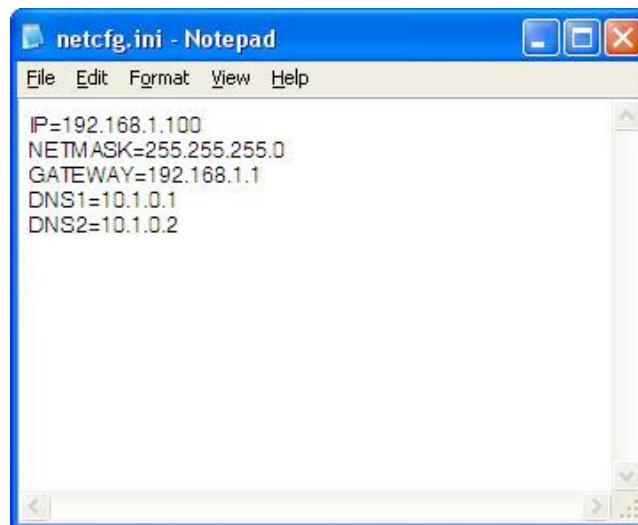 netcfg.ini - Notepad
File Edit Format View Help
IP=192.168.1.100
NETMASK=255.255.255.0
GATEWAY=192.168.1.1
DNS1=10.1.0.1
DNS2=10.1.0.2